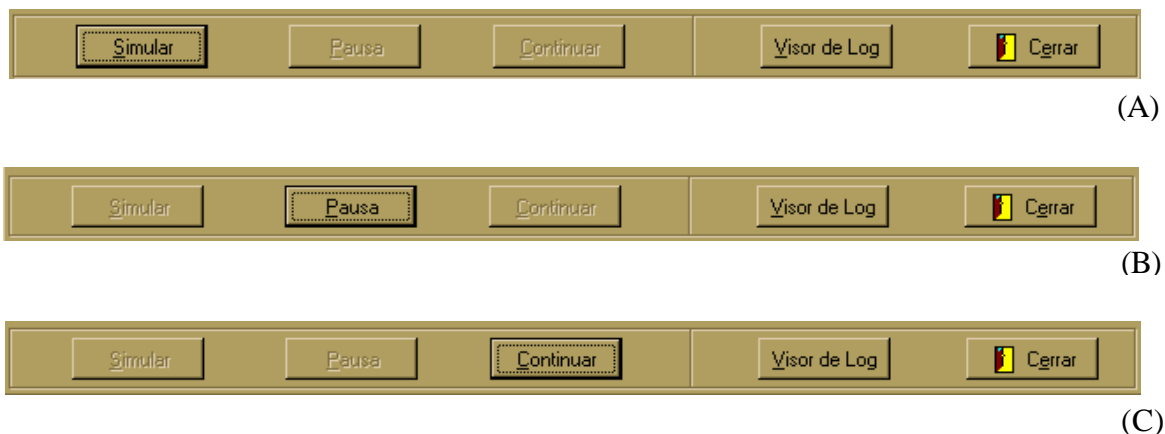 Simular Pausa Continuar Visor de Log Cerrar
(A)
Simular Pausa Continuar Visor de Log Cerrar
(B)
Simular Pausa Continuar Visor de Log Cerrar
(C)